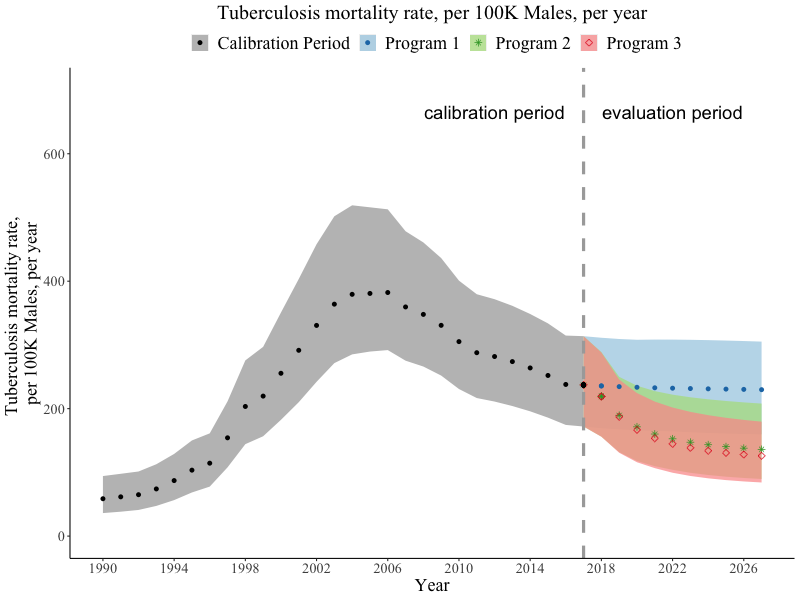 Tuberculosis mortality rate, per 100K Males, per year
Calibration Period Program 1 Program 2 Program 3
calibration period evaluation period
600
400
200
0
Tuberculosis mortality rate,
per 100K Males, per year
1990 1994 1998 2002 2006 2010 2014 2018 2022 2026
Year